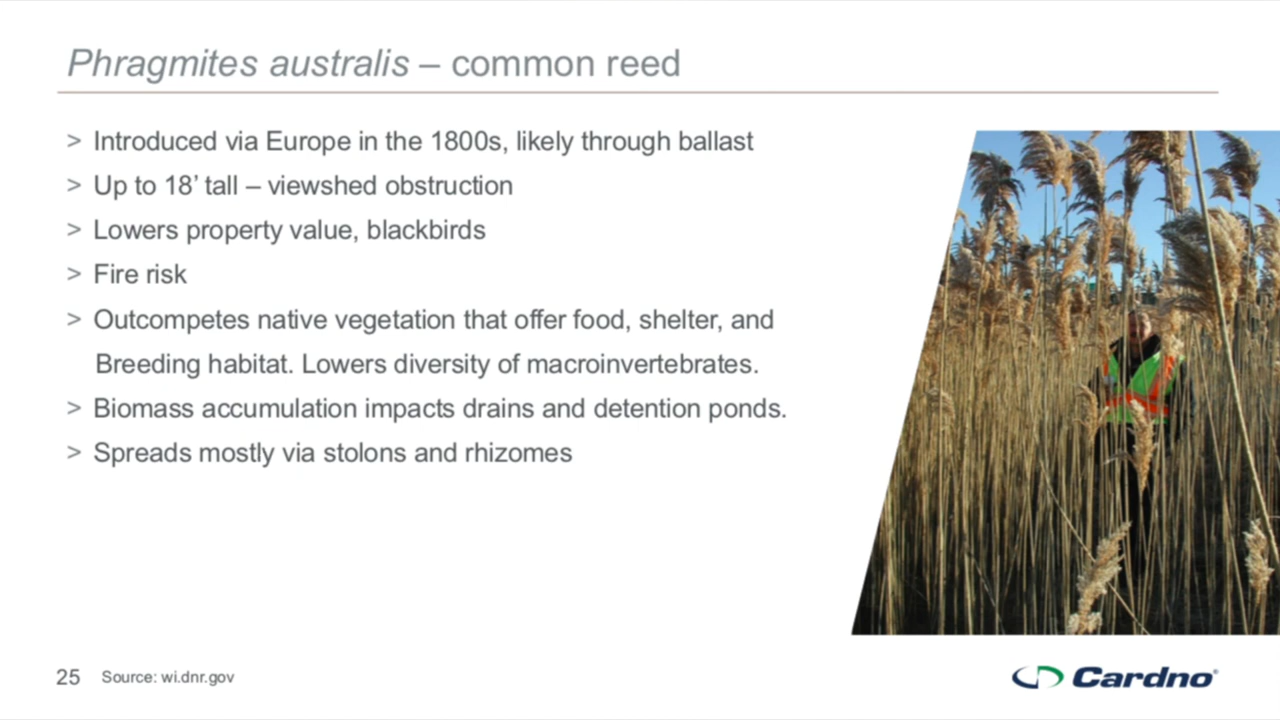 Phragmites australis – common reed
> Introduced via Europe in the 1800s, likely through ballast
> Up to 18’ tall – viewshed obstruction
> Lowers property value, blackbirds
> Fire risk
> Outcompetes native vegetation that offer food, shelter, and
Breeding habitat. Lowers diversity of macroinvertebrates.
> Biomass accumulation impacts drains and detention ponds.
> Spreads mostly via stolons and rhizomes
25 Source: wi.dnr.gov
Cardno®